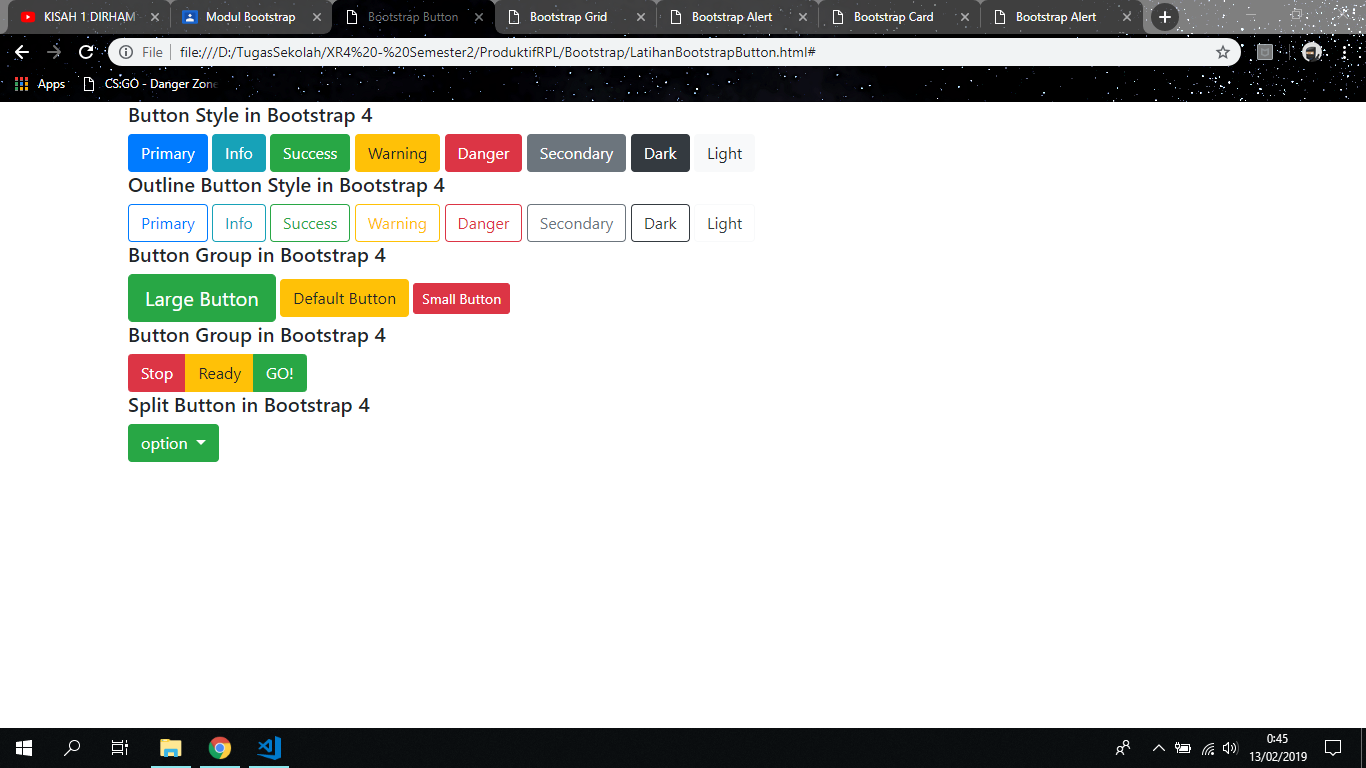 KISAH 1 DIRHAM
Modul Bootstrap
Bootstrap Button
Bootstrap Grid
Bootstrap Alert
Bootstrap Card
Bootstrap Alert
File
file:///D:/TugasSekolah/XR4%20-%20Semester2/ProduktifRPL/Bootstrap/LatihanBootstrapButton.html#
Apps
CS:GO - Danger Zone
Button Style in Bootstrap 4
Primary Info Success Warning Danger Secondary Dark Light
Outline Button Style in Bootstrap 4
Primary Info Success Warning Danger Secondary Dark Light
Button Group in Bootstrap 4
Large Button Default Button Small Button
Button Group in Bootstrap 4
Stop Ready GO!
Split Button in Bootstrap 4
option
0:45
13/02/2019